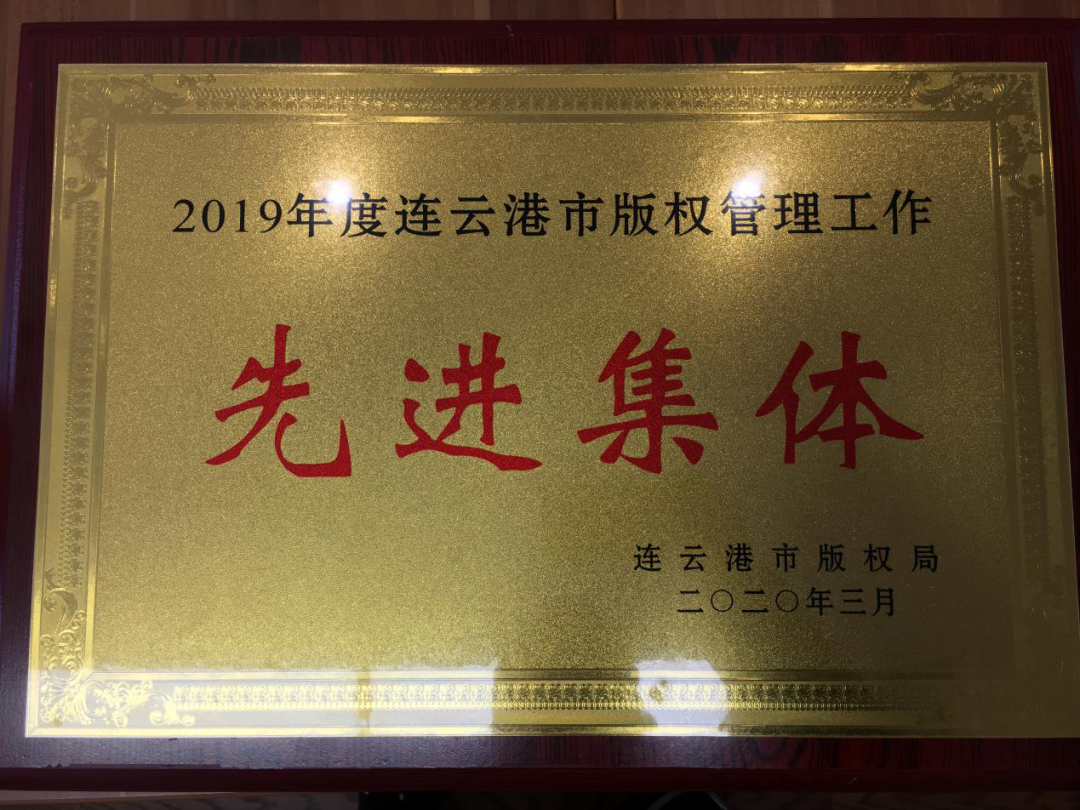 2019年度连云港市版权管理工作
先进集体
连云港市版权局
二〇二〇年三月